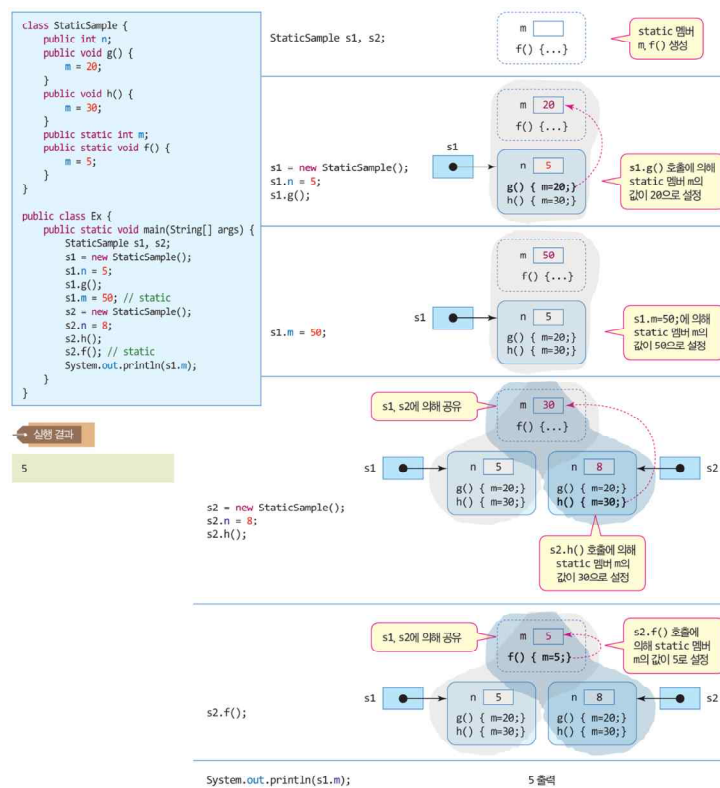 class StaticSample {
public int n;
public void g() {
m = 20;
}
public void h() {
m = 30;
}
public static int m;
public static void f() {
m = 5;
}
}
public class Ex {
public static void main(String[] args) {
StaticSample s1, s2;
s1 = new StaticSample();
s1.n = 5;
s1.g();
s1.m = 50; // static
s2 = new StaticSample();
s2.n = 8;
s2.h();
s2.f(); // static
System.out.println(s1.m);
}
}
실행 결과
5
StaticSample s1, s2;
m
f() {...}
static 멤버
m, f() 생성
s1 = new StaticSample();
s1.n = 5;
s1.g();
s1
m 20
f() {...}
n 5
g() { m=20;}
h() { m=30;}
s1.g() 호출에 의해
static 멤버 m의
값이 20으로 설정
s1.m = 50;
s1
m 50
f() {...}
n 5
g() { m=20;}
h() { m=30;}
s1.m=50;에 의해
static 멤버 m의
값이 50으로 설정
s2 = new StaticSample();
s2.n = 8;
s2.h();
s1, s2에 의해 공유
m 30
f() {...}
s1
n 5
g() { m=20;}
h() { m=30;}
n 8
g() { m=20;}
h() { m=30;}
s2
s2.h() 호출에 의해
static 멤버 m의
값이 30으로 설정
s2.f();
s1, s2에 의해 공유
m 5
f() { m=5;}
s2.f() 호출에
의해 static 멤버
m의 값이 5로 설정
s1
n 5
g() { m=20;}
h() { m=30;}
n 8
g() { m=20;}
h() { m=30;}
s2
System.out.println(s1.m);
5 출력